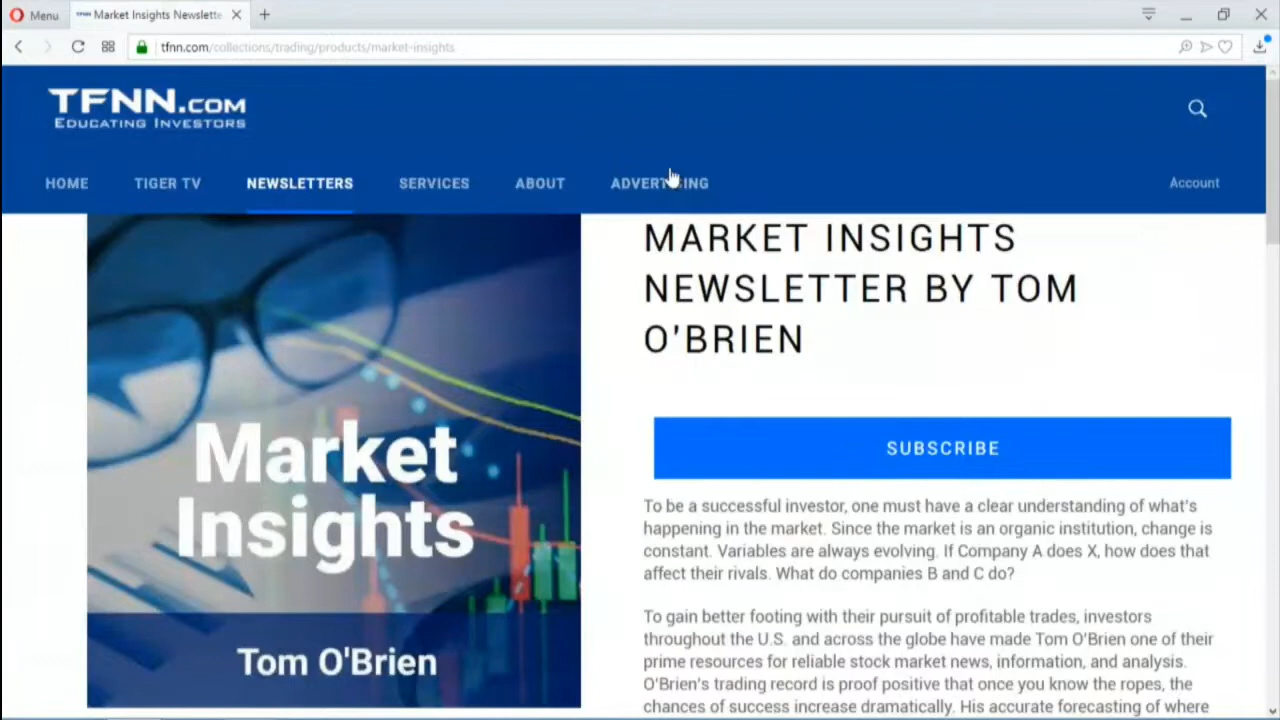 Menu
Market Insights Newslette
tfnn.com/collections/trading/products/market-insights
TFNN.COM
EDUCATING INVESTORS
HOME TIGER TV NEWSLETTERS SERVICES ABOUT ADVERTISING Account
MARKET INSIGHTS
NEWSLETTER BY TOM
O'BRIEN
Market
Insights
Tom O'Brien
SUBSCRIBE
To be a successful investor, one must have a clear understanding of what's
happening in the market. Since the market is an organic institution, change is
constant. Variables are always evolving. If Company A does X, how does that
affect their rivals. What do companies B and C do?
To gain better footing with their pursuit of profitable trades, investors
throughout the U.S. and across the globe have made Tom O'Brien one of their
prime resources for reliable stock market news, information, and analysis.
O'Brien's trading record is proof positive that once you know the ropes, the
chances of success increase dramatically. His accurate forecasting of where